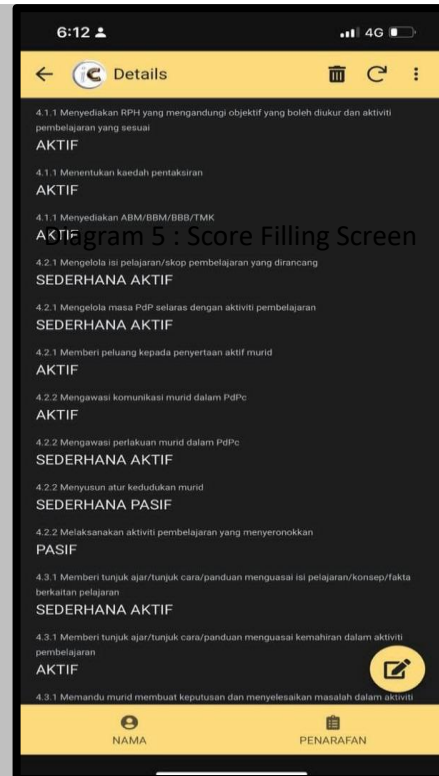 6:12
4G
Details
4.1.1 Menyediakan RPH yang mengandungi objektif yang boleh diukur dan aktiviti
pembelajaran yang sesuai
AKTIF
4.1.1 Menentukan kaedah pentaksiran
AKTIF
4.1.1 Menyediakan ABM/BBM/BBB/TMK
AKTIF
Diagram 5 : Score Filling Screen
4.2.1 Mengelola isi pelajaran/skop pembelajaran yang dirancang
SEDERHANA AKTIF
4.2.1 Mengelola masa PdP selaras dengan aktiviti pembelajaran
SEDERHANA AKTIF
4.2.1 Memberi peluang kepada penyertaan aktif murid
AKTIF
4.2.2 Mengawasi komunikasi murid dalam PdPc
AKTIF
4.2.2 Mengawasi perlakuan murid dalam PdPc
SEDERHANA AKTIF
4.2.2 Menyusun atur kedudukan murid
SEDERHANA PASIF
4.2.2 Melaksanakan aktiviti pembelajaran yang menyeronokkan
PASIF
4.3.1 Memberi tunjuk ajar/tunjuk cara/panduan menguasai isi pelajaran/konsep/fakta
berkaitan pelajaran
SEDERHANA AKTIF
4.3.1 Memberi tunjuk ajar/tunjuk cara/panduan menguasai kemahiran dalam aktiviti
pembelajaran
AKTIF
4.3.1 Memandu murid membuat keputusan dan menyelesaikan masalah dalam aktiviti
NAMA
PENARAFAN